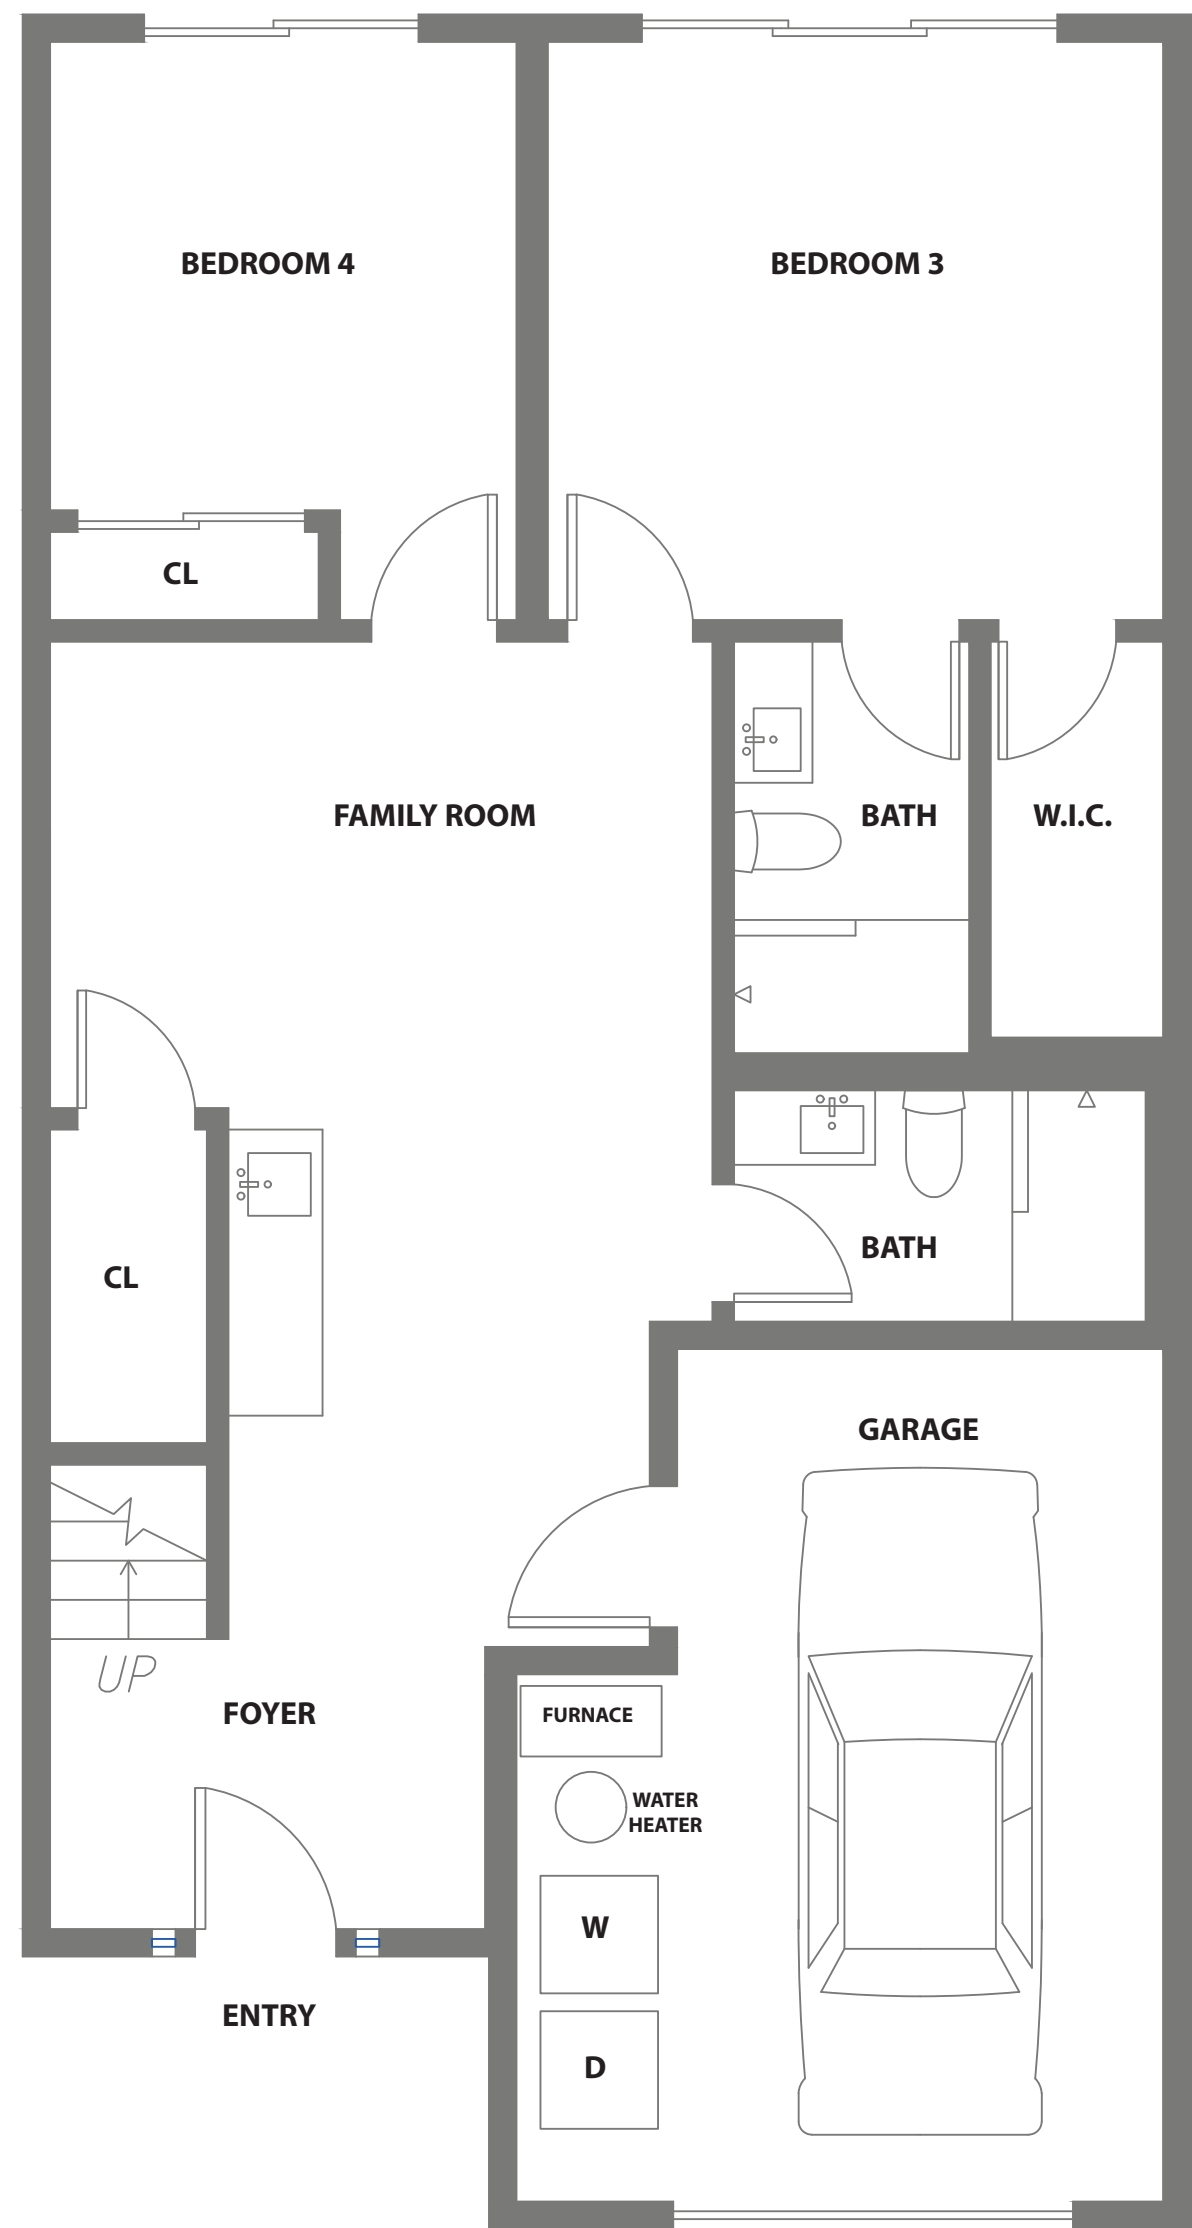 BEDROOM 4
BEDROOM 3
CL
FAMILY ROOM
BATH
W.I.C.
BATH
CL
GARAGE
UP
FOYER
FURNACE
WATER
HEATER
W
ENTRY
D